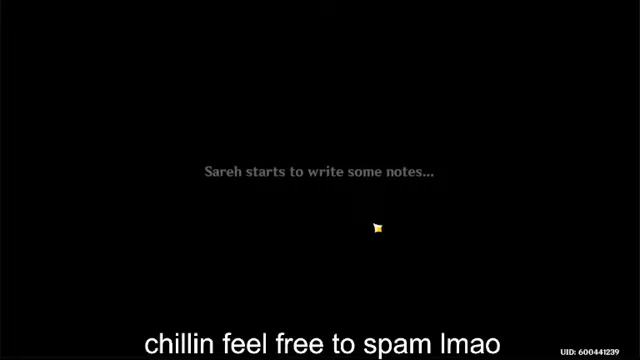 Sareh starts to write some notes...
chillin feel free to spam lmao
UID: 600441239